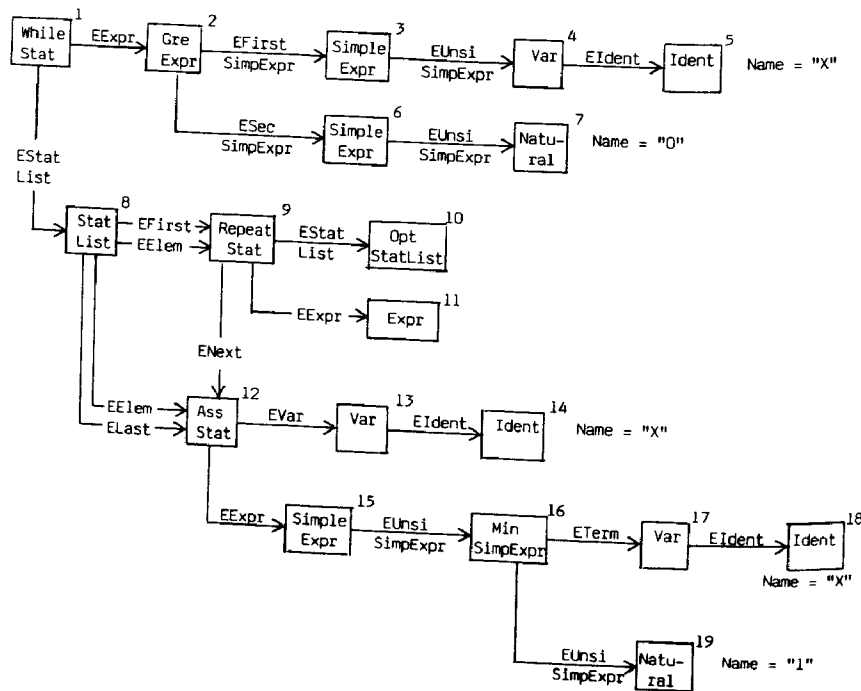 1
While
Stat
EExpr
2
Gre
Expr
EFirst
SimpExpr
3
Simple
Expr
EUnsi
SimpExpr
4
Var
EIdent
5
Ident
Name = "X"
ESec
SimpExpr
6
Simple
Expr
EUnsi
SimpExpr
7
Natu-
ral
Name = "0"
EStat
List
8
Stat
List
EFirst
EElem
9
Repeat
Stat
EStat
List
10
Opt
StatList
EExpr
11
Expr
ENext
EElem
ELast
12
Ass
Stat
EVar
13
Var
EIdent
14
Ident
Name = "X"
EExpr
15
Simple
Expr
EUnsi
SimpExpr
16
Min
SimpExpr
ETerm
17
Var
EIdent
18
Ident
Name = "X"
EUnsi
SimpExpr
19
Natu-
ral
Name = "1"